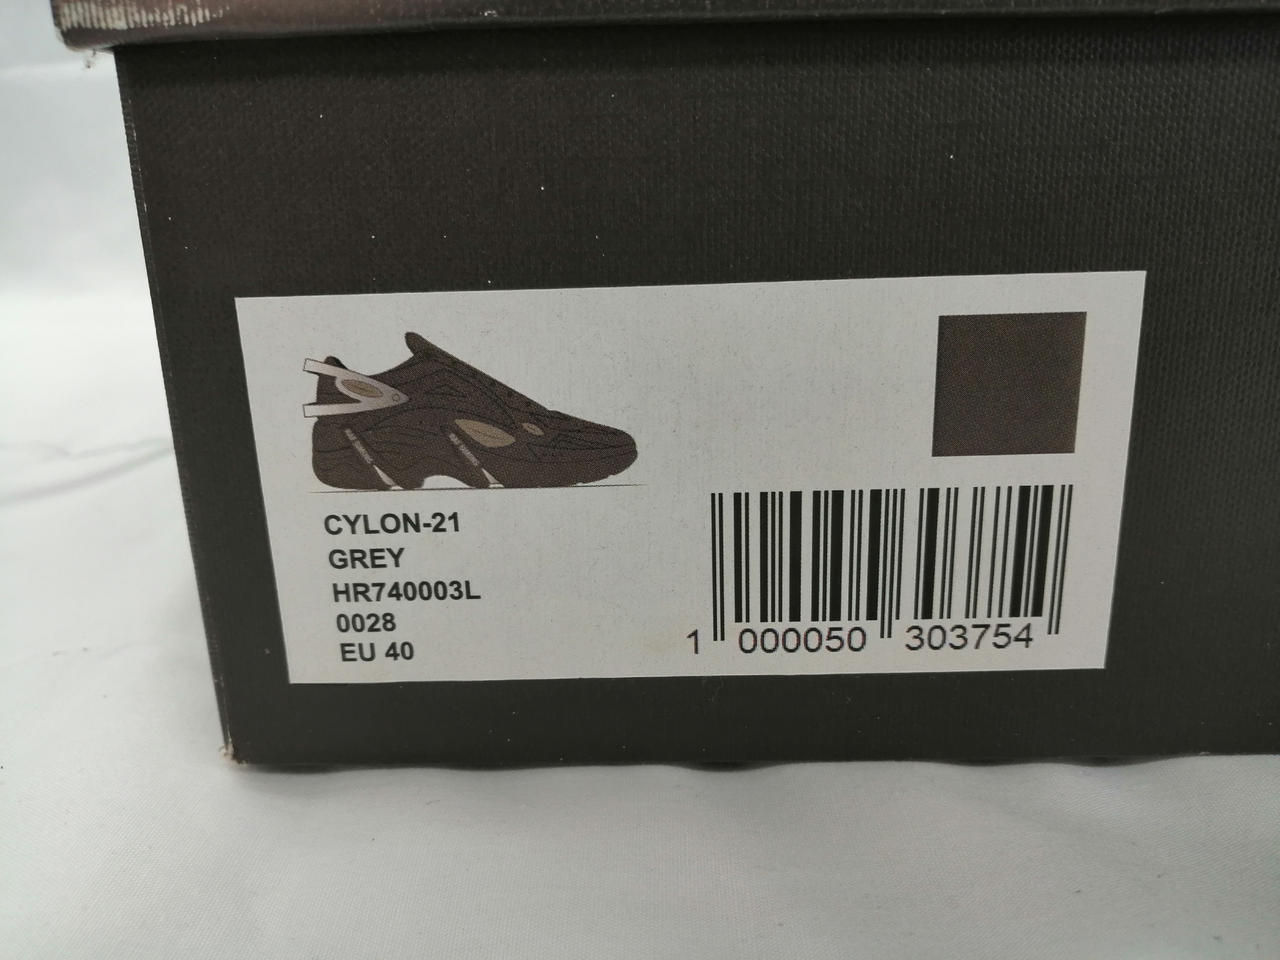 CYLON-21
GREY
HR740003L
0028
EU 40
1 000050 303754